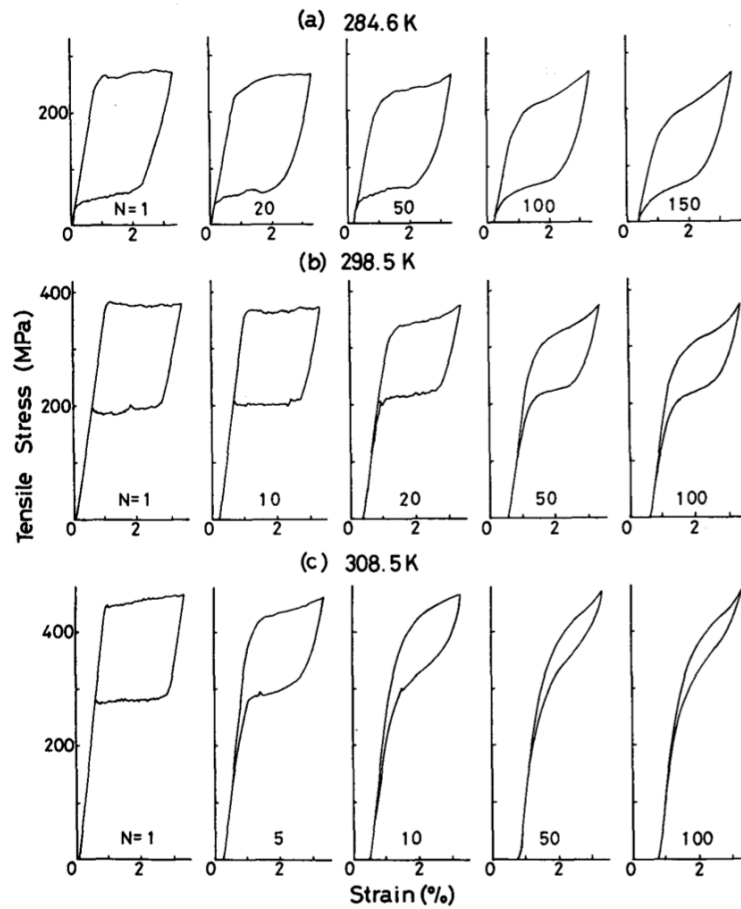 (a) 284.6K
200
N=1 20 50 100 150
0 2 0 2 0 2 0 2 0 2
(b) 298.5K
400
200
N=1 10 20 50 100
0 2 0 2 0 2 0 2 0 2
(c) 308.5K
400
200
N=1 5 10 50 100
0 2 0 2 0 2 0 2 0 2
Tensile Stress (MPa)
Strain(%)